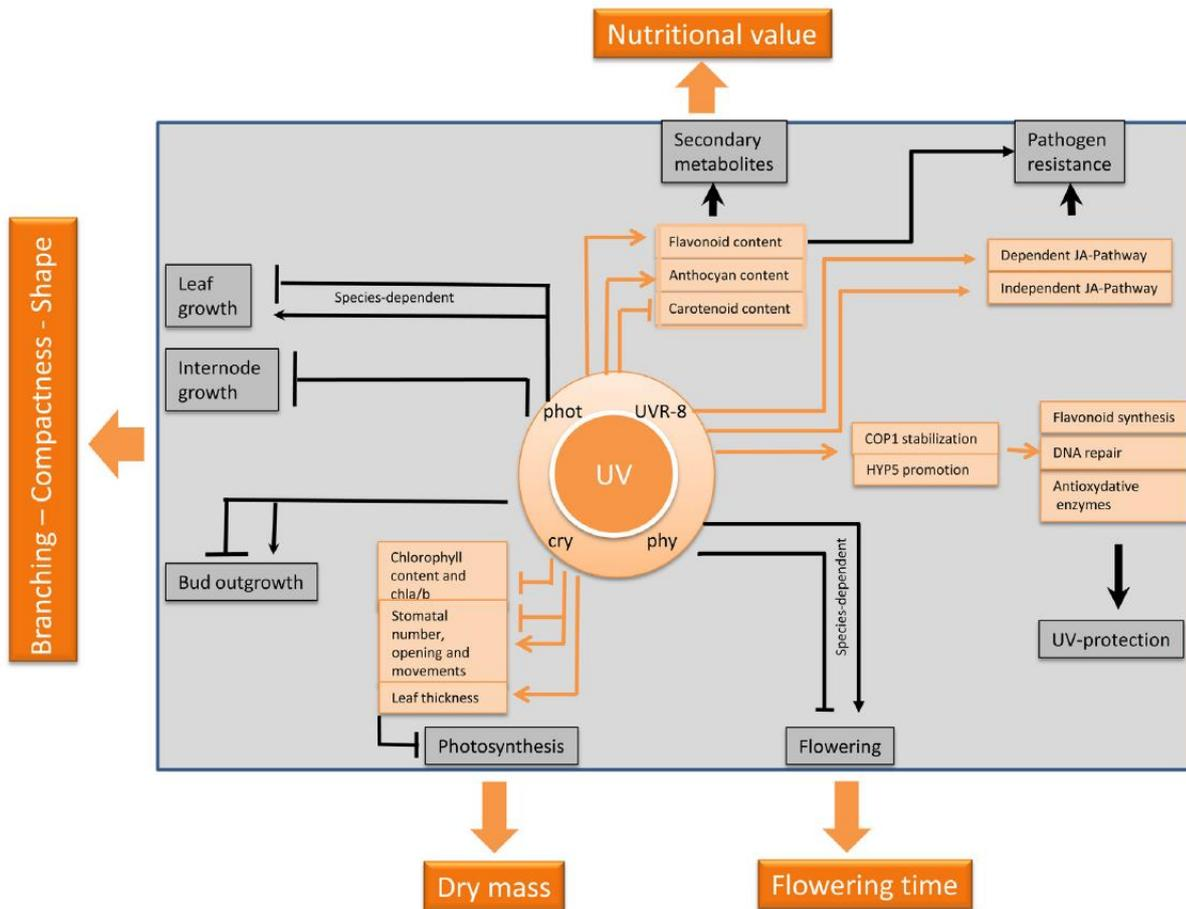 Nutritional value
Secondary
metabolites
Pathogen
resistance
Flavonoid content
Anthocyan content
Carotenoid content
Dependent JA-Pathway
Independent JA-Pathway
Branching – Compactness - Shape
Leaf
growth
Species-dependent
Internode
growth
phot
UVR-8
UV
cry
phy
COP1 stabilization
HYP5 promotion
Flavonoid synthesis
DNA repair
Antioxydative
enzymes
Bud outgrowth
Chlorophyll
content and
chla/b
Stomatal
number,
opening and
movements
Leaf thickness
Species-dependent
UV-protection
Photosynthesis
Flowering
Dry mass
Flowering time